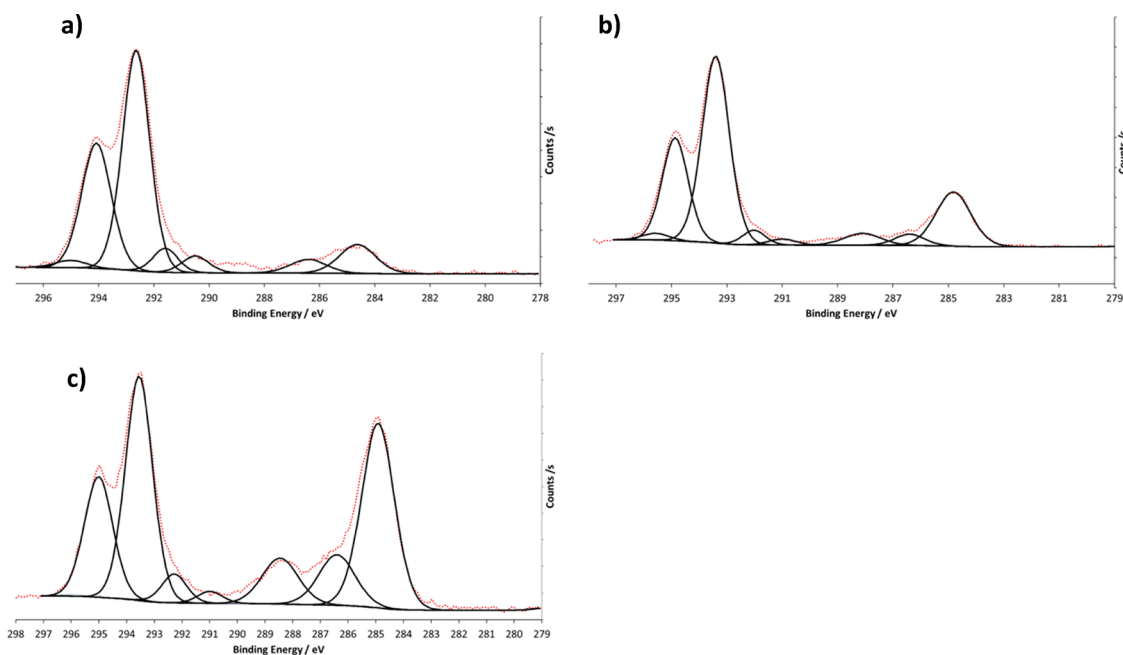 a)
Counts /s
296 294 292 290 288 286 284 282 280 278
Binding Energy / eV
b)
Counts /s
297 295 293 291 289 287 285 283 281 279
Binding Energy / eV
c)
Counts /s
298 297 296 295 294 293 292 291 290 289 288 287 286 285 284 283 282 281 280 279
Binding Energy / eV